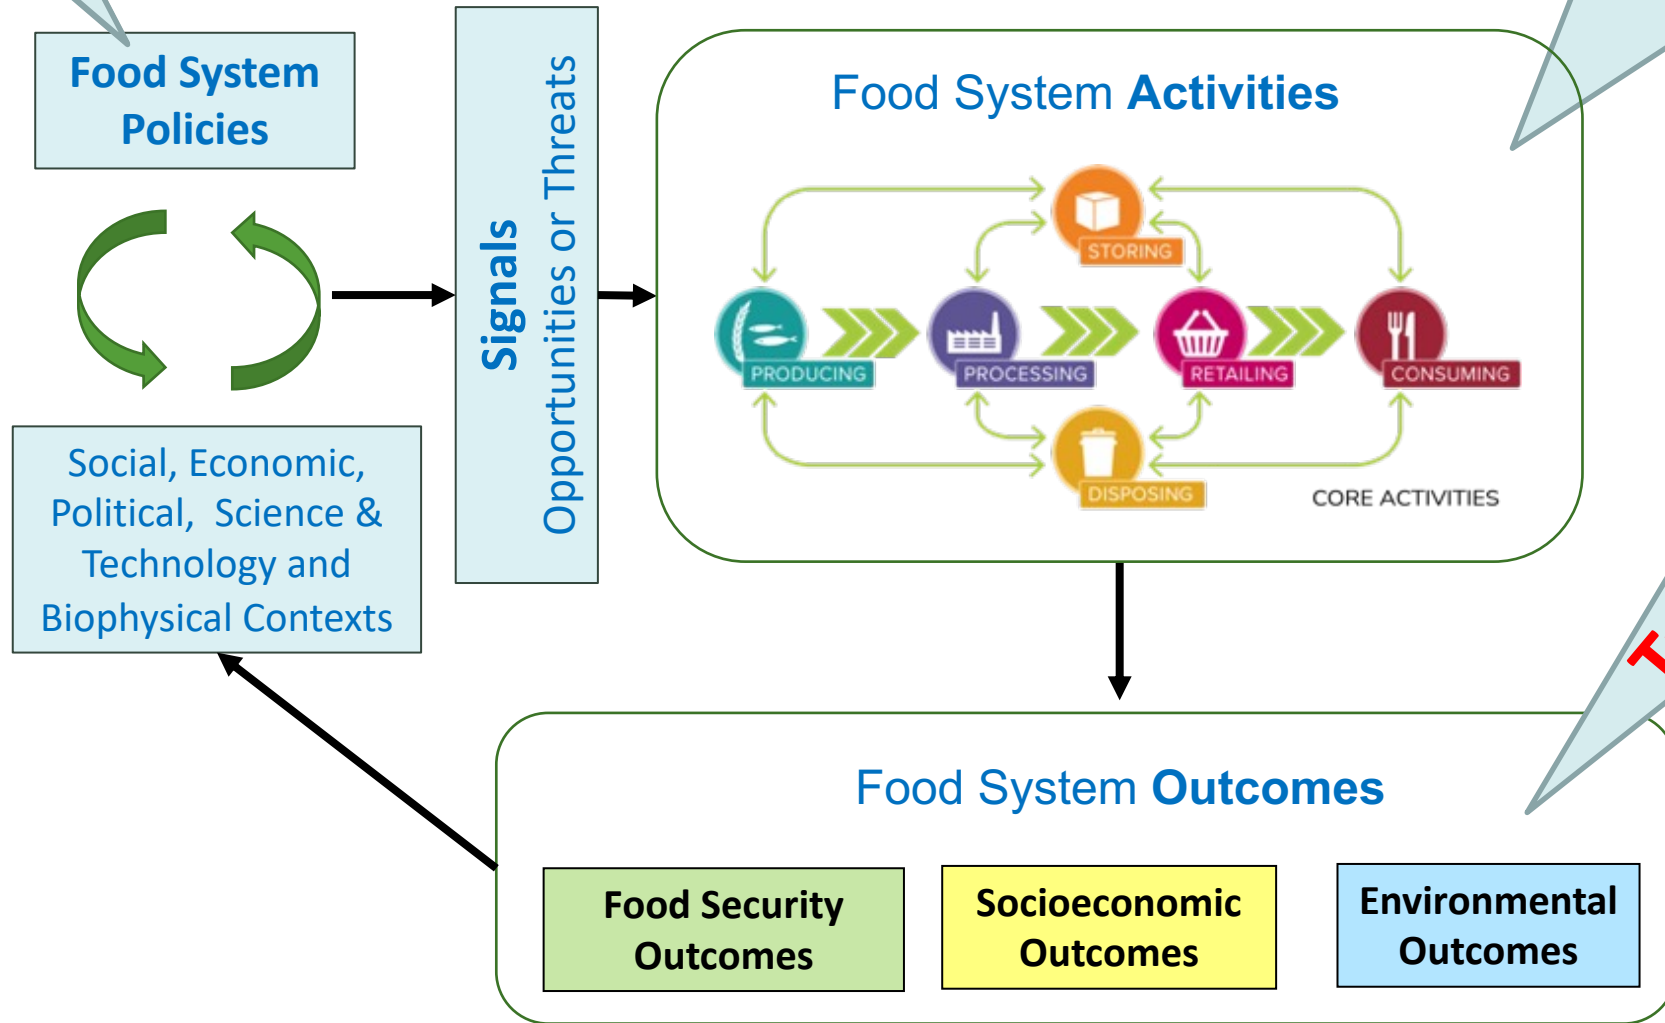 Food System
Policies
Signals
Opportunities or Threats
Food System Activities
STORING
PRODUCING
PROCESSING
RETAILING
CONSUMING
DISPOSING
CORE ACTIVITIES
Social, Economic,
Political, Science &
Technology and
Biophysical Contexts
Food System Outcomes
Food Security
Outcomes
Socioeconomic
Outcomes
Environmental
Outcomes